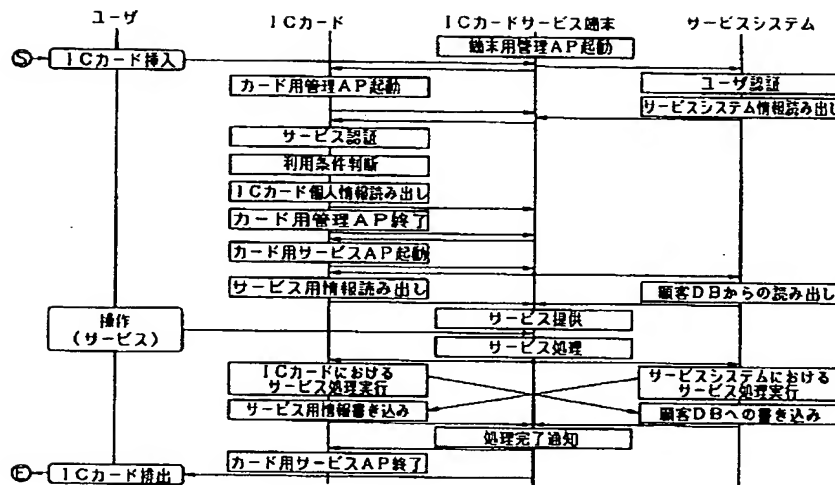 ユーザ
ICカード
ICカードサービス端末
サービスシステム
端末用管理AP起動
S
ICカード挿入
カード用管理AP起動
ユーザ認証
サービスシステム情報読み出し
サービス認証
利用条件判断
ICカード個人情報読み出し
カード用管理AP終了
カード用サービスAP起動
サービス用情報読み出し
顧客DBからの読み出し
操作
(サービス)
サービス提供
サービス処理
ICカードにおける
サービス処理実行
サービスシステムにおける
サービス処理実行
サービス用情報書き込み
顧客DBへの書き込み
処理完了通知
カード用サービスAP終了
E
ICカード排出